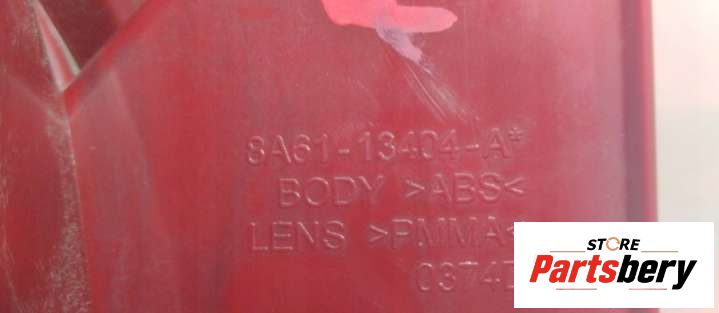 8A61-13404-A*
BODY >ABS<
LENS >PMMA<
STORE
Partsbery